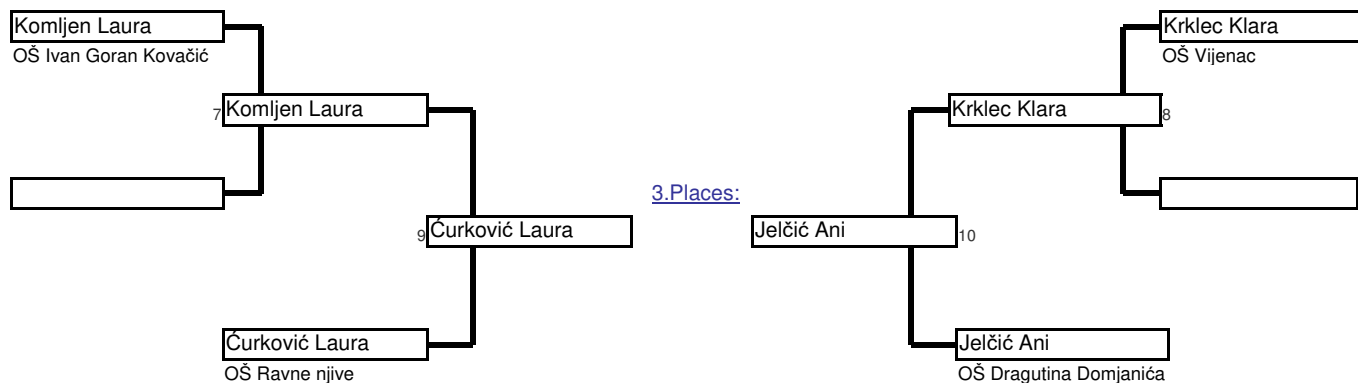 Komljen Laura
OŠ Ivan Goran Kovačić
Krklec Klara
OŠ Vijenac
7 Komljen Laura
Krklec Klara 8
3.Places:
9 Ćurković Laura
Jelčić Ani 10
Ćurković Laura
OŠ Ravne njive
Jelčić Ani
OŠ Dragutina Domjanića